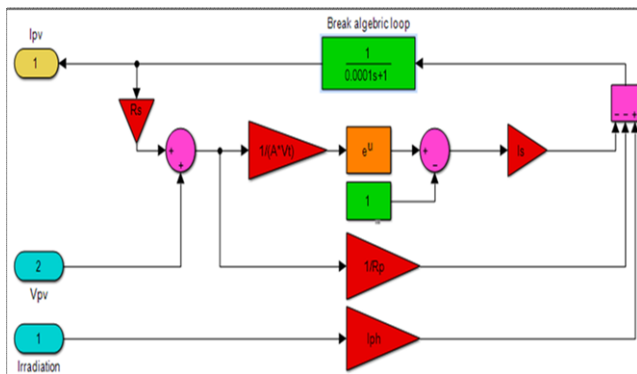 Break algebric loop
Ipv
1
1
0.0001s+1
Rs
- - +
+
+
1/(A*Vt)
e^u
+
-
Is
1
2
Vpv
1/Rp
1
Irradiation
Iph